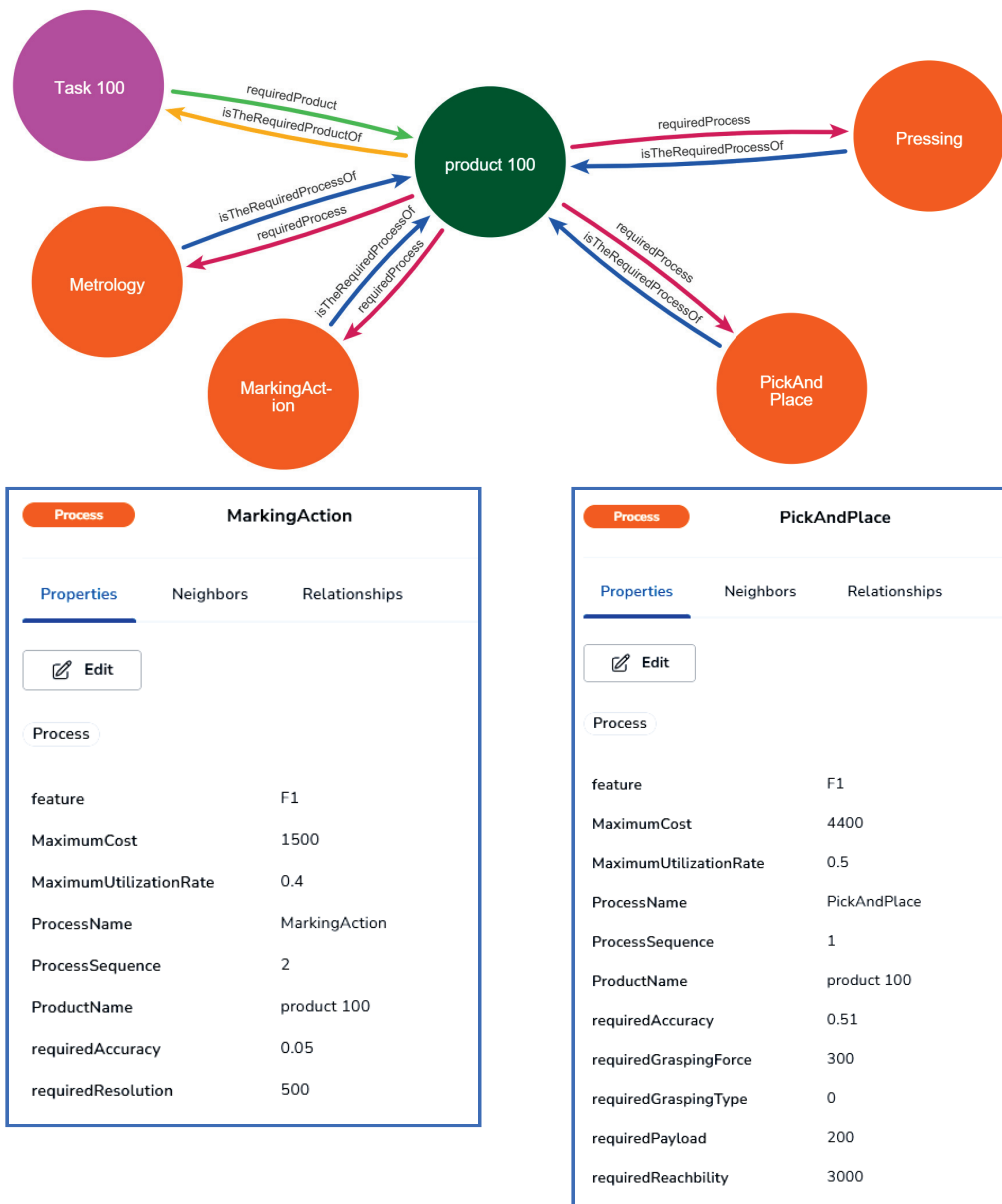 Task 100
requiredProduct
isTheRequiredProductOf
product 100
requiredProcess
isTheRequiredProcessOf
Pressing
isTheRequiredProcessOf
requiredProcess
Metrology
isTheRequiredProcessOf
requiredProcess
MarkingAct-
ion
requiredProcess
isTheRequiredProcessOf
PickAnd
Place
Process
MarkingAction
Properties
Neighbors
Relationships
Edit
Process
feature F1
MaximumCost 1500
MaximumUtilizationRate 0.4
ProcessName MarkingAction
ProcessSequence 2
ProductName product 100
requiredAccuracy 0.05
requiredResolution 500
Process
PickAndPlace
Properties
Neighbors
Relationships
Edit
Process
feature F1
MaximumCost 4400
MaximumUtilizationRate 0.5
ProcessName PickAndPlace
ProcessSequence 1
ProductName product 100
requiredAccuracy 0.51
requiredGraspingForce 300
requiredGraspingType 0
requiredPayload 200
requiredReachbility 3000